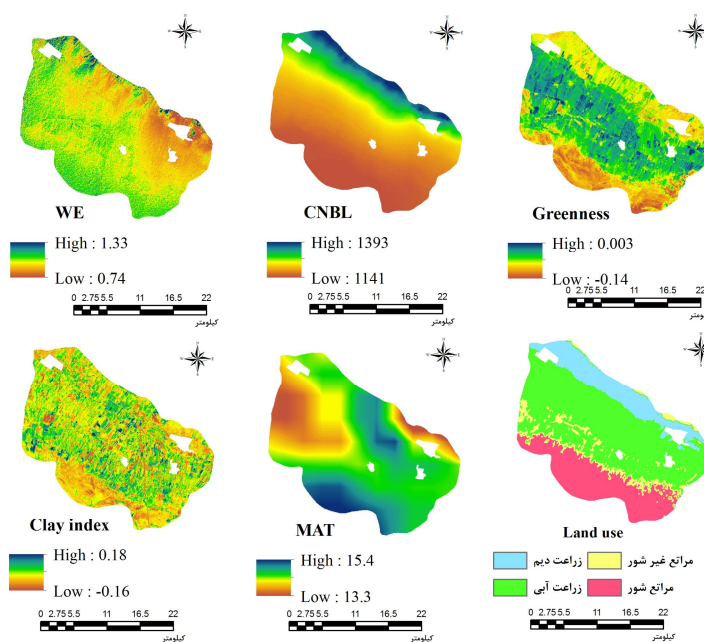 N
W E
S
N
W E
S
N
W E
S
WE
CNBL
Greenness
High : 1.33
Low : 0.74
High : 1393
Low : 1141
High : 0.003
Low : -0.14
0 2.75 5.5 11 16.5 22
کیلومتر
0 2.75 5.5 11 16.5 22
کیلومتر
0 2.75 5.5 11 16.5 22
کیلومتر
N
W E
S
N
W E
S
N
W E
S
Clay index
MAT
Land use
High : 0.18
Low : -0.16
High : 15.4
Low : 13.3
زراعت دیم
مراتع غیر شور
زراعت آبی
مراتع شور
0 2.75 5.5 11 16.5 22
کیلومتر
0 2.75 5.5 11 16.5 22
کیلومتر
0 2.75 5.5 11 16.5 22
کیلومتر